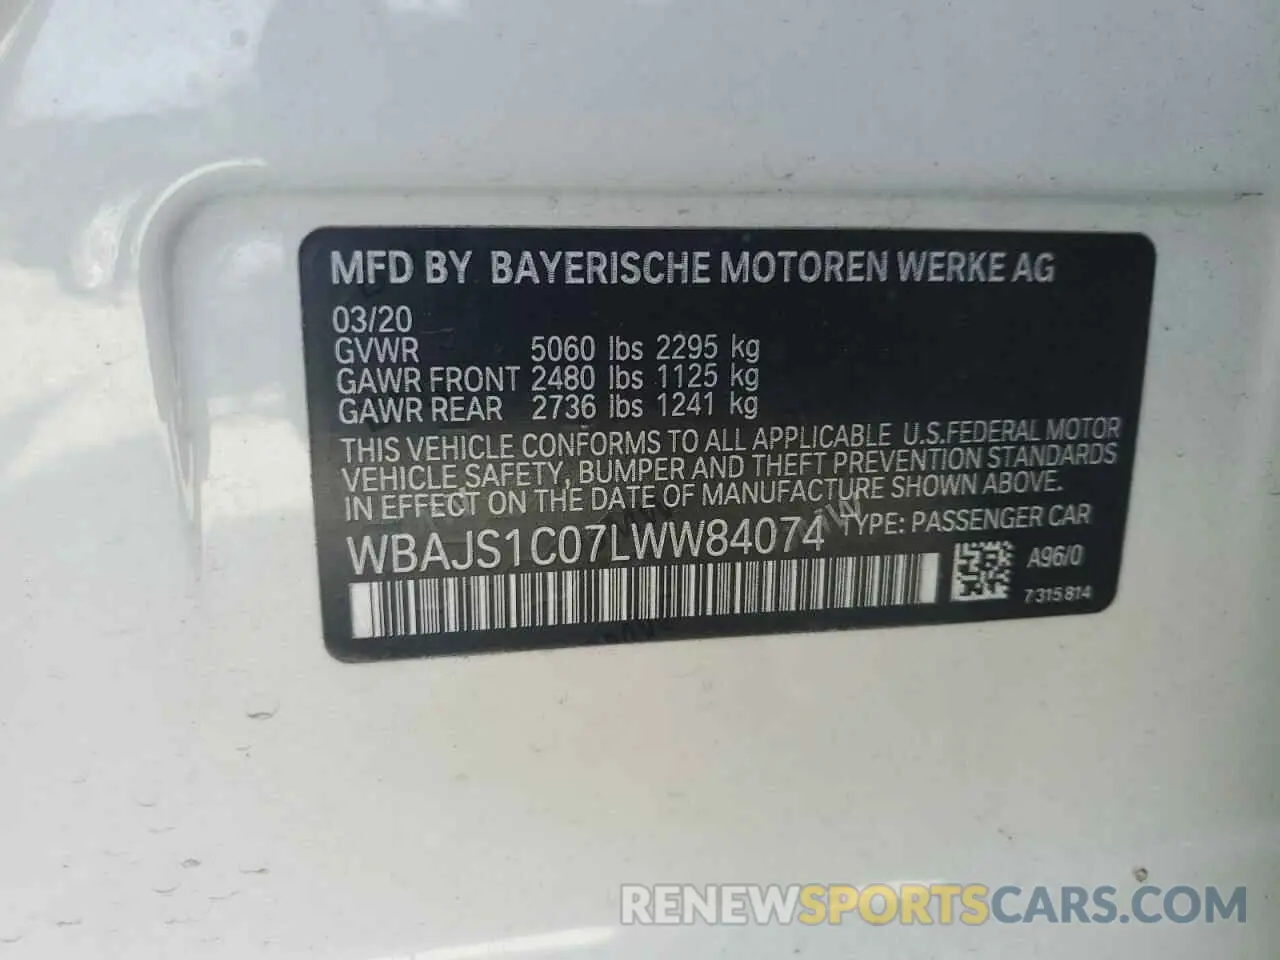 MFD BY BAYERISCHE MOTOREN WERKE AG
03/20
GVWR 5060 lbs 2295 kg
GAWR FRONT 2480 lbs 1125 kg
GAWR REAR 2736 lbs 1241 kg
THIS VEHICLE CONFORMS TO ALL APPLICABLE U.S.FEDERAL MOTOR
VEHICLE SAFETY, BUMPER AND THEFT PREVENTION STANDARDS
IN EFFECT ON THE DATE OF MANUFACTURE SHOWN ABOVE.
WBAJS1C07LWW84074 TYPE: PASSENGER CAR
A96/0
7315814
RENEWSPORTSCARS.COM